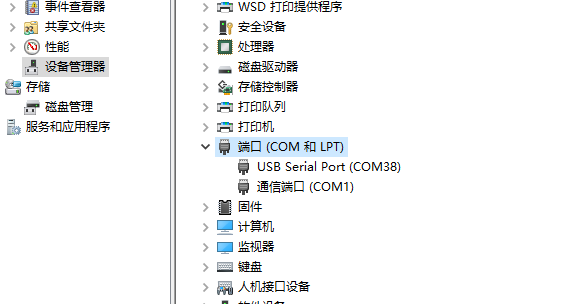 事件查看器
共享文件夹
性能
设备管理器
存储
磁盘管理
服务和应用程序
WSD 打印提供程序
安全设备
处理器
磁盘驱动器
存储控制器
打印队列
打印机
端口 (COM 和 LPT)
USB Serial Port (COM38)
通信端口 (COM1)
固件
计算机
监视器
键盘
人机接口设备